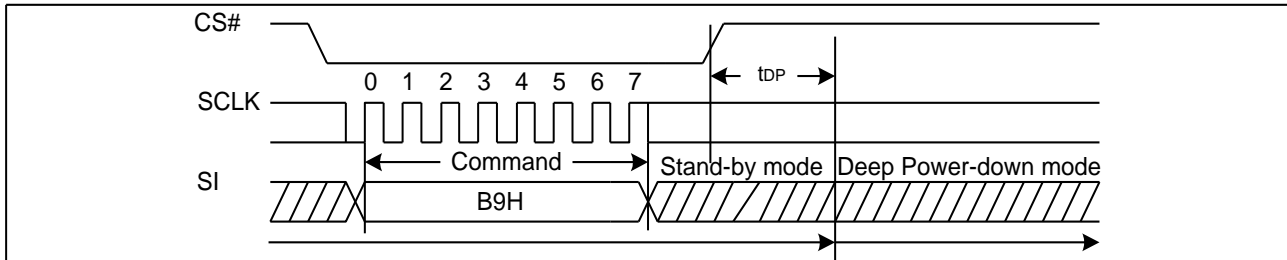 CS#
tDP
0 1 2 3 4 5 6 7
SCLK
Command
Stand-by mode Deep Power-down mode
SI
B9H